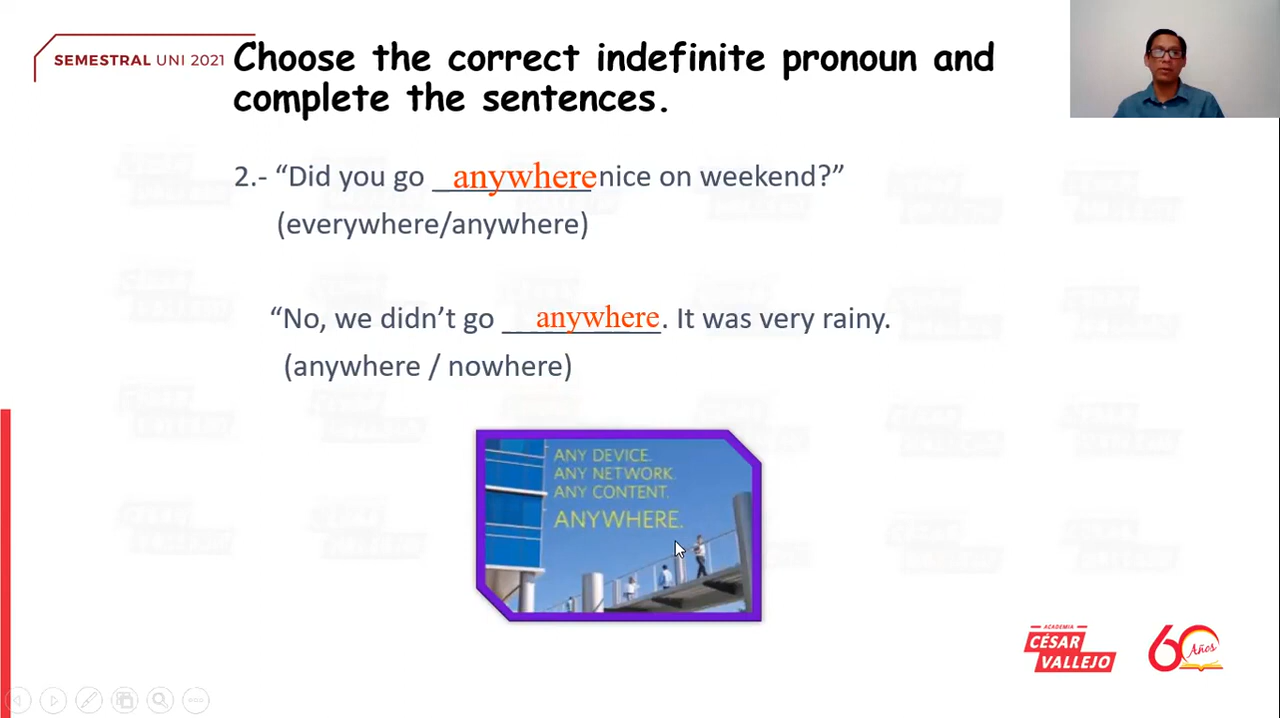 SEMESTRAL UNI 2021
Choose the correct indefinite pronoun and
complete the sentences.
2.- “Did you go anywhere nice on weekend?”
(everywhere/anywhere)
“No, we didn’t go anywhere. It was very rainy.
(anywhere / nowhere)
ANY DEVICE.
ANY NETWORK.
ANY CONTENT.
ANYWHERE.
ACADEMIA
CÉSAR
VALLEJO
60 Años